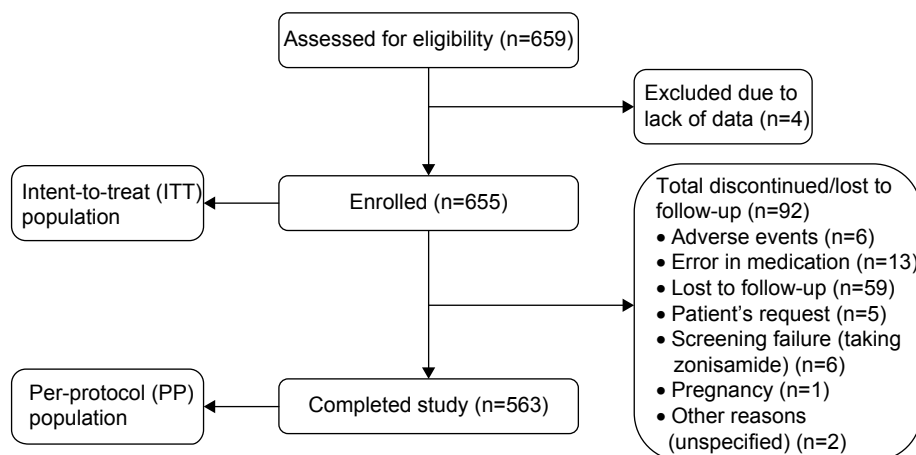 Assessed for eligibility (n=659)
Excluded due to
lack of data (n=4)
Intent-to-treat (ITT)
population
Enrolled (n=655)
Total discontinued/lost to
follow-up (n=92)
• Adverse events (n=6)
• Error in medication (n=13)
• Lost to follow-up (n=59)
• Patient's request (n=5)
• Screening failure (taking
zonisamide) (n=6)
• Pregnancy (n=1)
• Other reasons
(unspecified) (n=2)
Per-protocol (PP)
population
Completed study (n=563)